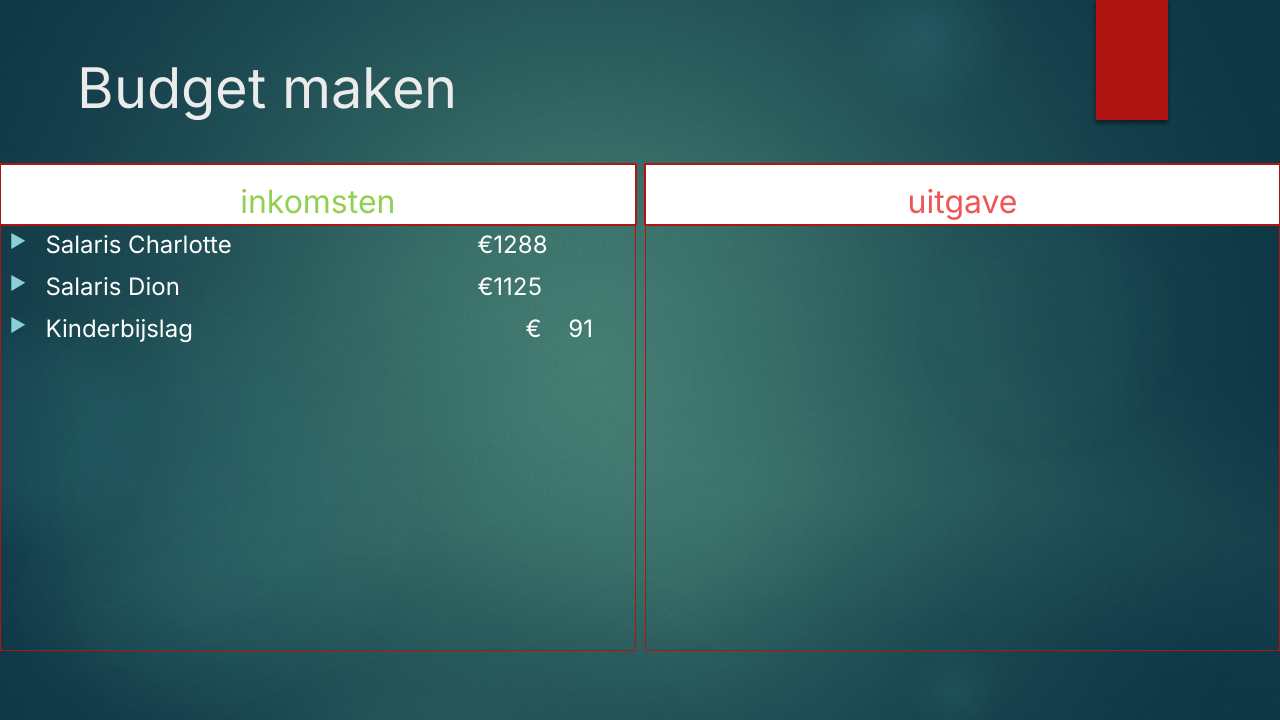 Budget maken
inkomsten
uitgave
Salaris Charlotte €1288
Salaris Dion €1125
Kinderbijslag € 91